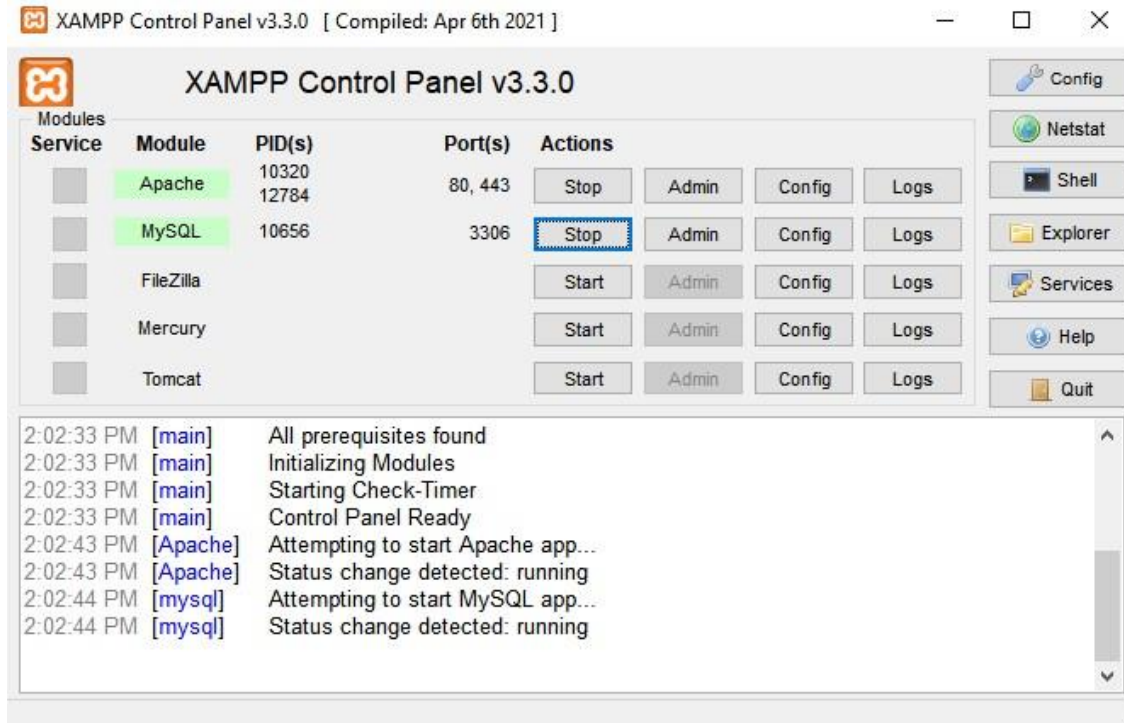 XAMPP Control Panel v3.3.0 [ Compiled: Apr 6th 2021 ]
XAMPP Control Panel v3.3.0
Config
Modules
Netstat
Service Module PID(s) Port(s) Actions
Apache 10320 80, 443 Stop Admin Config Logs
12784
Shell
MySQL 10656 3306 Stop Admin Config Logs
Explorer
FileZilla Start Admin Config Logs
Services
Mercury Start Admin Config Logs
Help
Tomcat Start Admin Config Logs
Quit
2:02:33 PM [main] All prerequisites found
2:02:33 PM [main] Initializing Modules
2:02:33 PM [main] Starting Check-Timer
2:02:33 PM [main] Control Panel Ready
2:02:43 PM [Apache] Attempting to start Apache app...
2:02:43 PM [Apache] Status change detected: running
2:02:44 PM [mysql] Attempting to start MySQL app...
2:02:44 PM [mysql] Status change detected: running